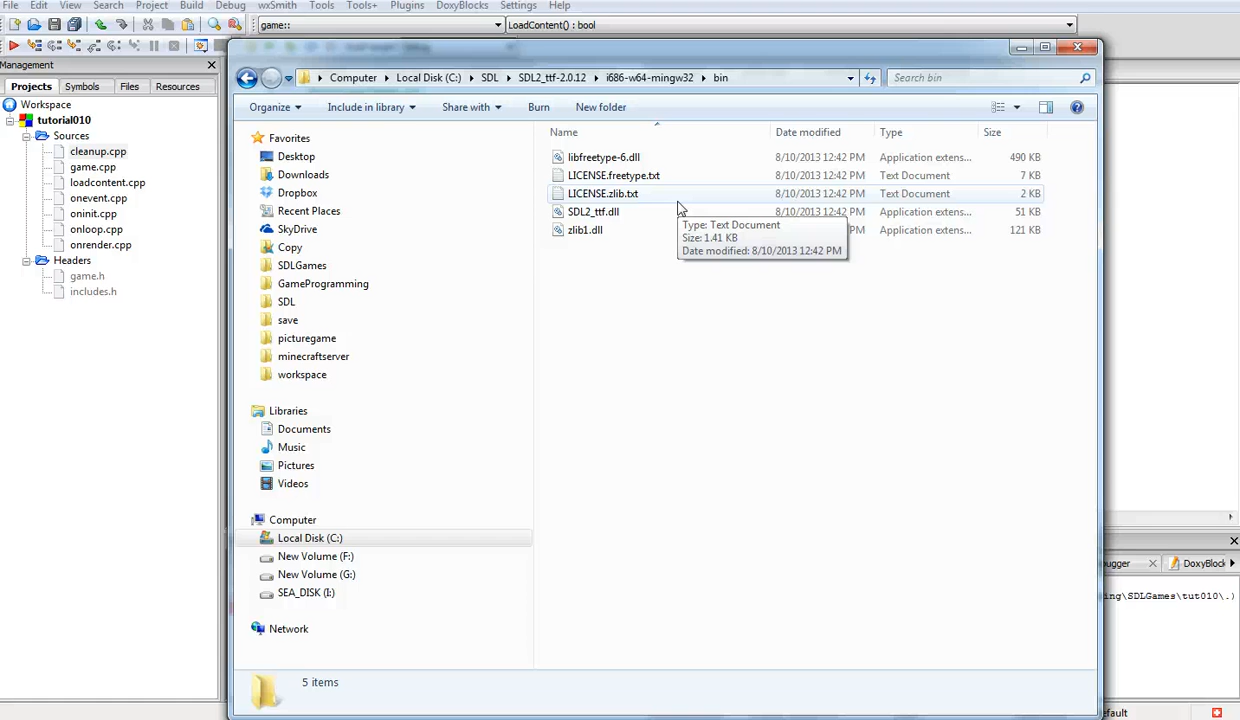 File Edit View Search Project Build Debug wxSmith Tools Tools+ Plugins DoxyBlocks Settings Help
game:: LoadContent() : bool
Management
Projects Symbols Files Resources
Workspace
tutorial010
Sources
cleanup.cpp
game.cpp
loadcontent.cpp
onevent.cpp
oninit.cpp
onloop.cpp
onrender.cpp
Headers
game.h
includes.h
Computer Local Disk (C:) SDL SDL2_ttf-2.0.12 i686-w64-mingw32 bin
Search bin
Organize Include in library Share with Burn New folder
Favorites
Desktop
Downloads
Dropbox
Recent Places
SkyDrive
Copy
SDLGames
GameProgramming
SDL
save
picturegame
minecraftserver
workspace
Libraries
Documents
Music
Pictures
Videos
Computer
Local Disk (C:)
New Volume (F:)
New Volume (G:)
SEA_DISK (I:)
Network
Name Date modified Type Size
libfreetype-6.dll 8/10/2013 12:42 PM Application extens... 490 KB
LICENSE.freetype.txt 8/10/2013 12:42 PM Text Document 7 KB
LICENSE.zlib.txt 8/10/2013 12:42 PM Text Document 2 KB
SDL2_ttf.dll 8/10/2013 12:42 PM Application extens... 51 KB
zlib1.dll Application extens... 121 KB
Type: Text Document
Size: 1.41 KB
Date modified: 8/10/2013 12:42 PM
5 items
ugger DoxyBlock
ng\SDLGames\tut010\.)
efault